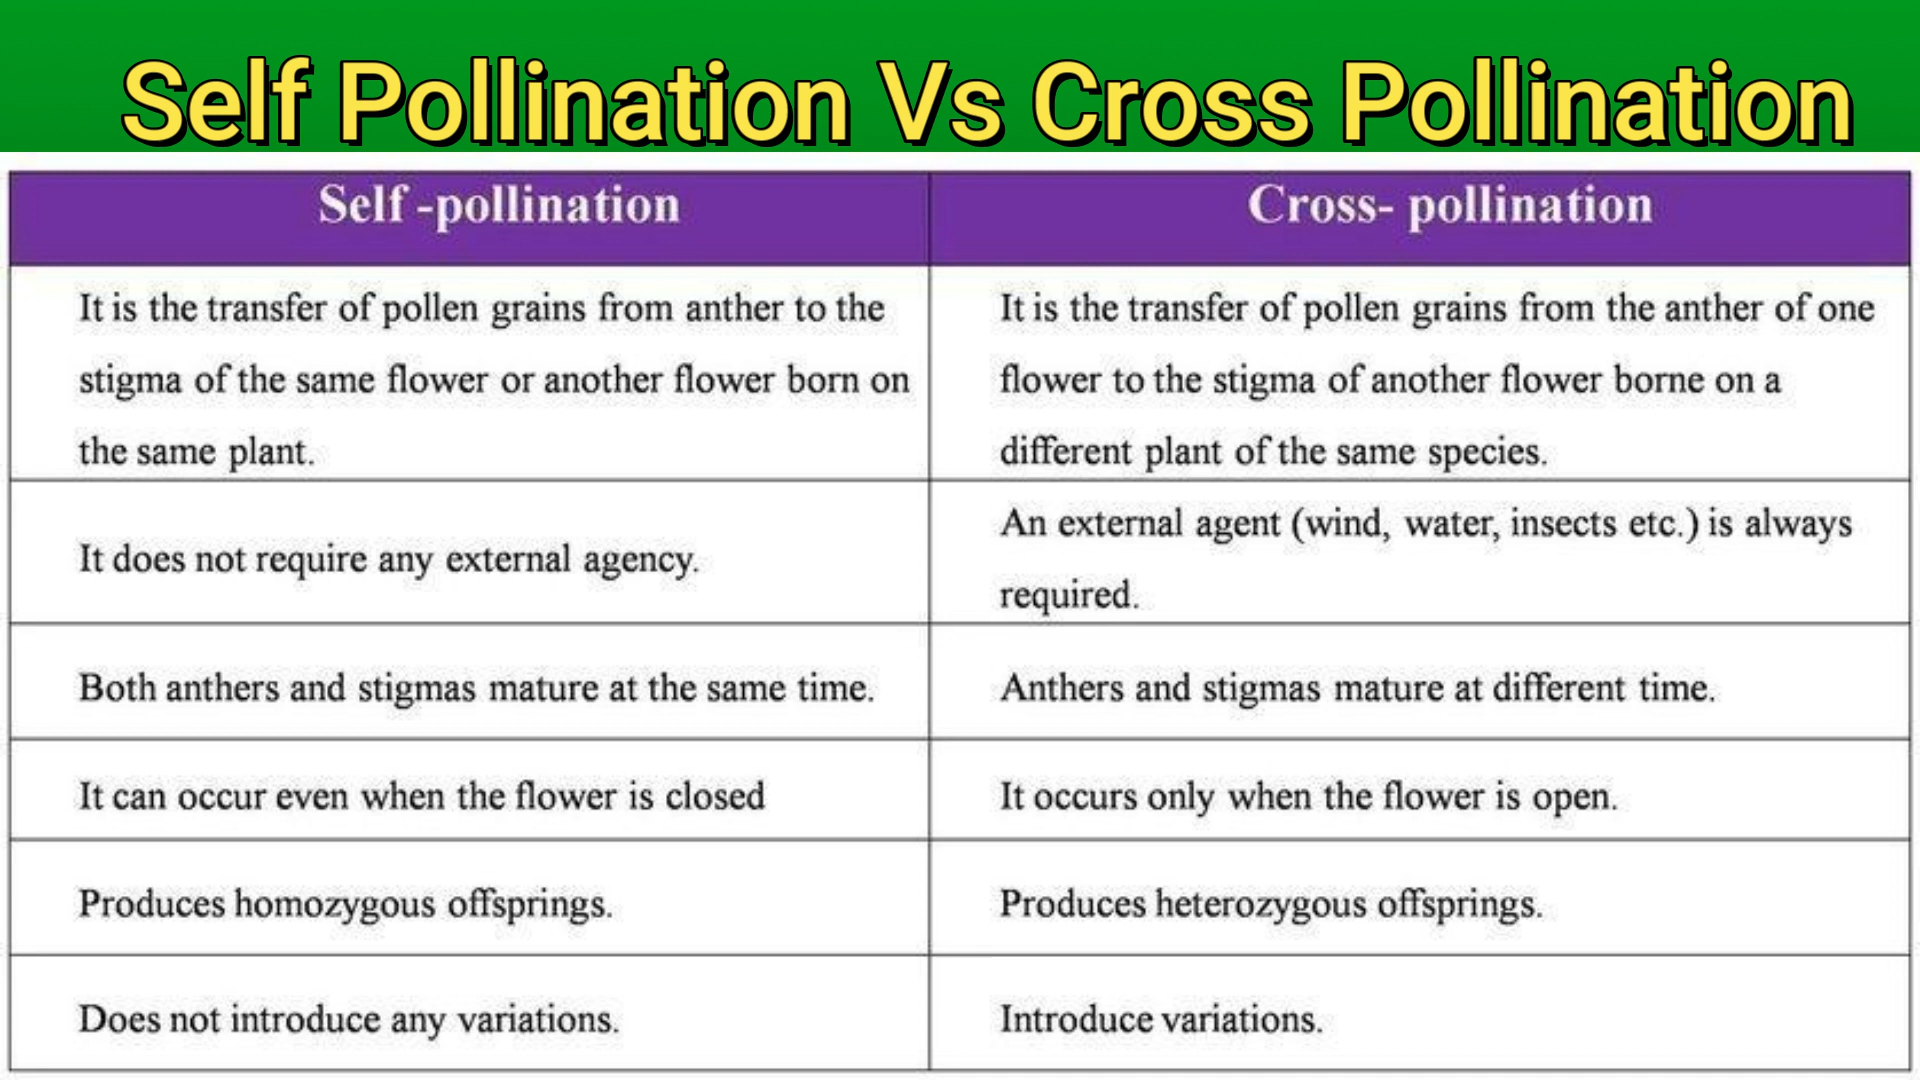 Self Pollination Vs Cross Pollination
Self -pollination
Cross- pollination
It is the transfer of pollen grains from anther to the
stigma of the same flower or another flower born on
the same plant.
It is the transfer of pollen grains from the anther of one
flower to the stigma of another flower borne on a
different plant of the same species.
It does not require any external agency.
An external agent (wind, water, insects etc.) is always
required.
Both anthers and stigmas mature at the same time.
Anthers and stigmas mature at different time.
It can occur even when the flower is closed
It occurs only when the flower is open.
Produces homozygous offsprings.
Produces heterozygous offsprings.
Does not introduce any variations.
Introduce variations.